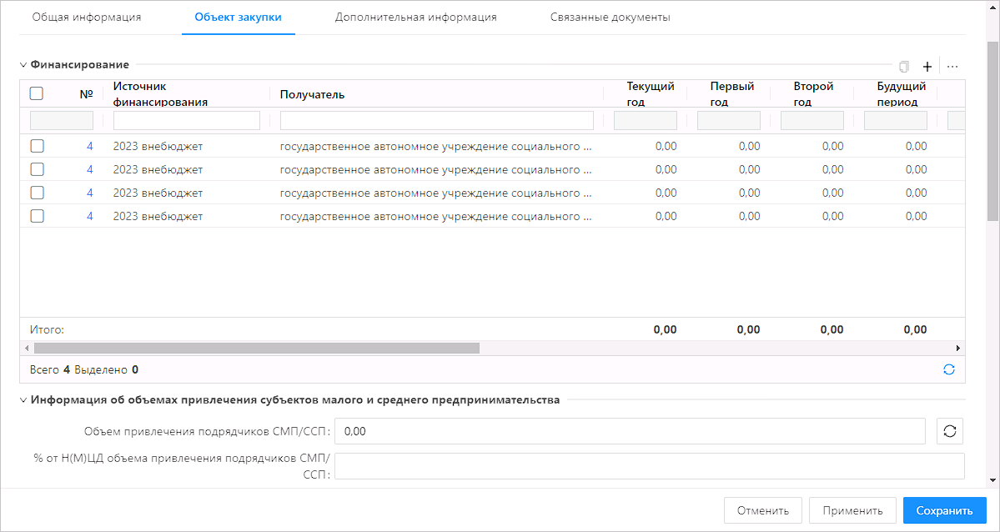 Общая информация Объект закупки Дополнительная информация Связанные документы
Финансирование
№ Источник финансирования Получатель Текущий год Первый год Второй год Будущий период
4 2023 внебюджет государственное автономное учреждение социального ... 0,00 0,00 0,00 0,00
4 2023 внебюджет государственное автономное учреждение социального ... 0,00 0,00 0,00 0,00
4 2023 внебюджет государственное автономное учреждение социального ... 0,00 0,00 0,00 0,00
4 2023 внебюджет государственное автономное учреждение социального ... 0,00 0,00 0,00 0,00
Итого: 0,00 0,00 0,00 0,00
Всего 4 Выделено 0
Информация об объемах привлечения субъектов малого и среднего предпринимательства
Объем привлечения подрядчиков СМП/ССП: 0,00
% от Н(М)ЦД объема привлечения подрядчиков СМП/
ССП:
Отменить Применить Сохранить